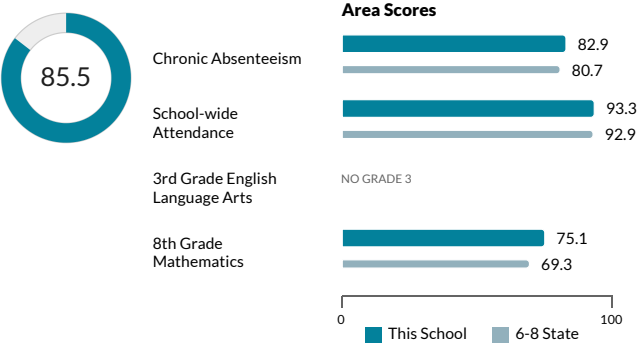 Area Scores
85.5
Chronic Absenteeism
82.9
80.7
School-wide
Attendance
93.3
92.9
3rd Grade English
Language Arts
NO GRADE 3
8th Grade
Mathematics
75.1
69.3
0
100
This School
6-8 State